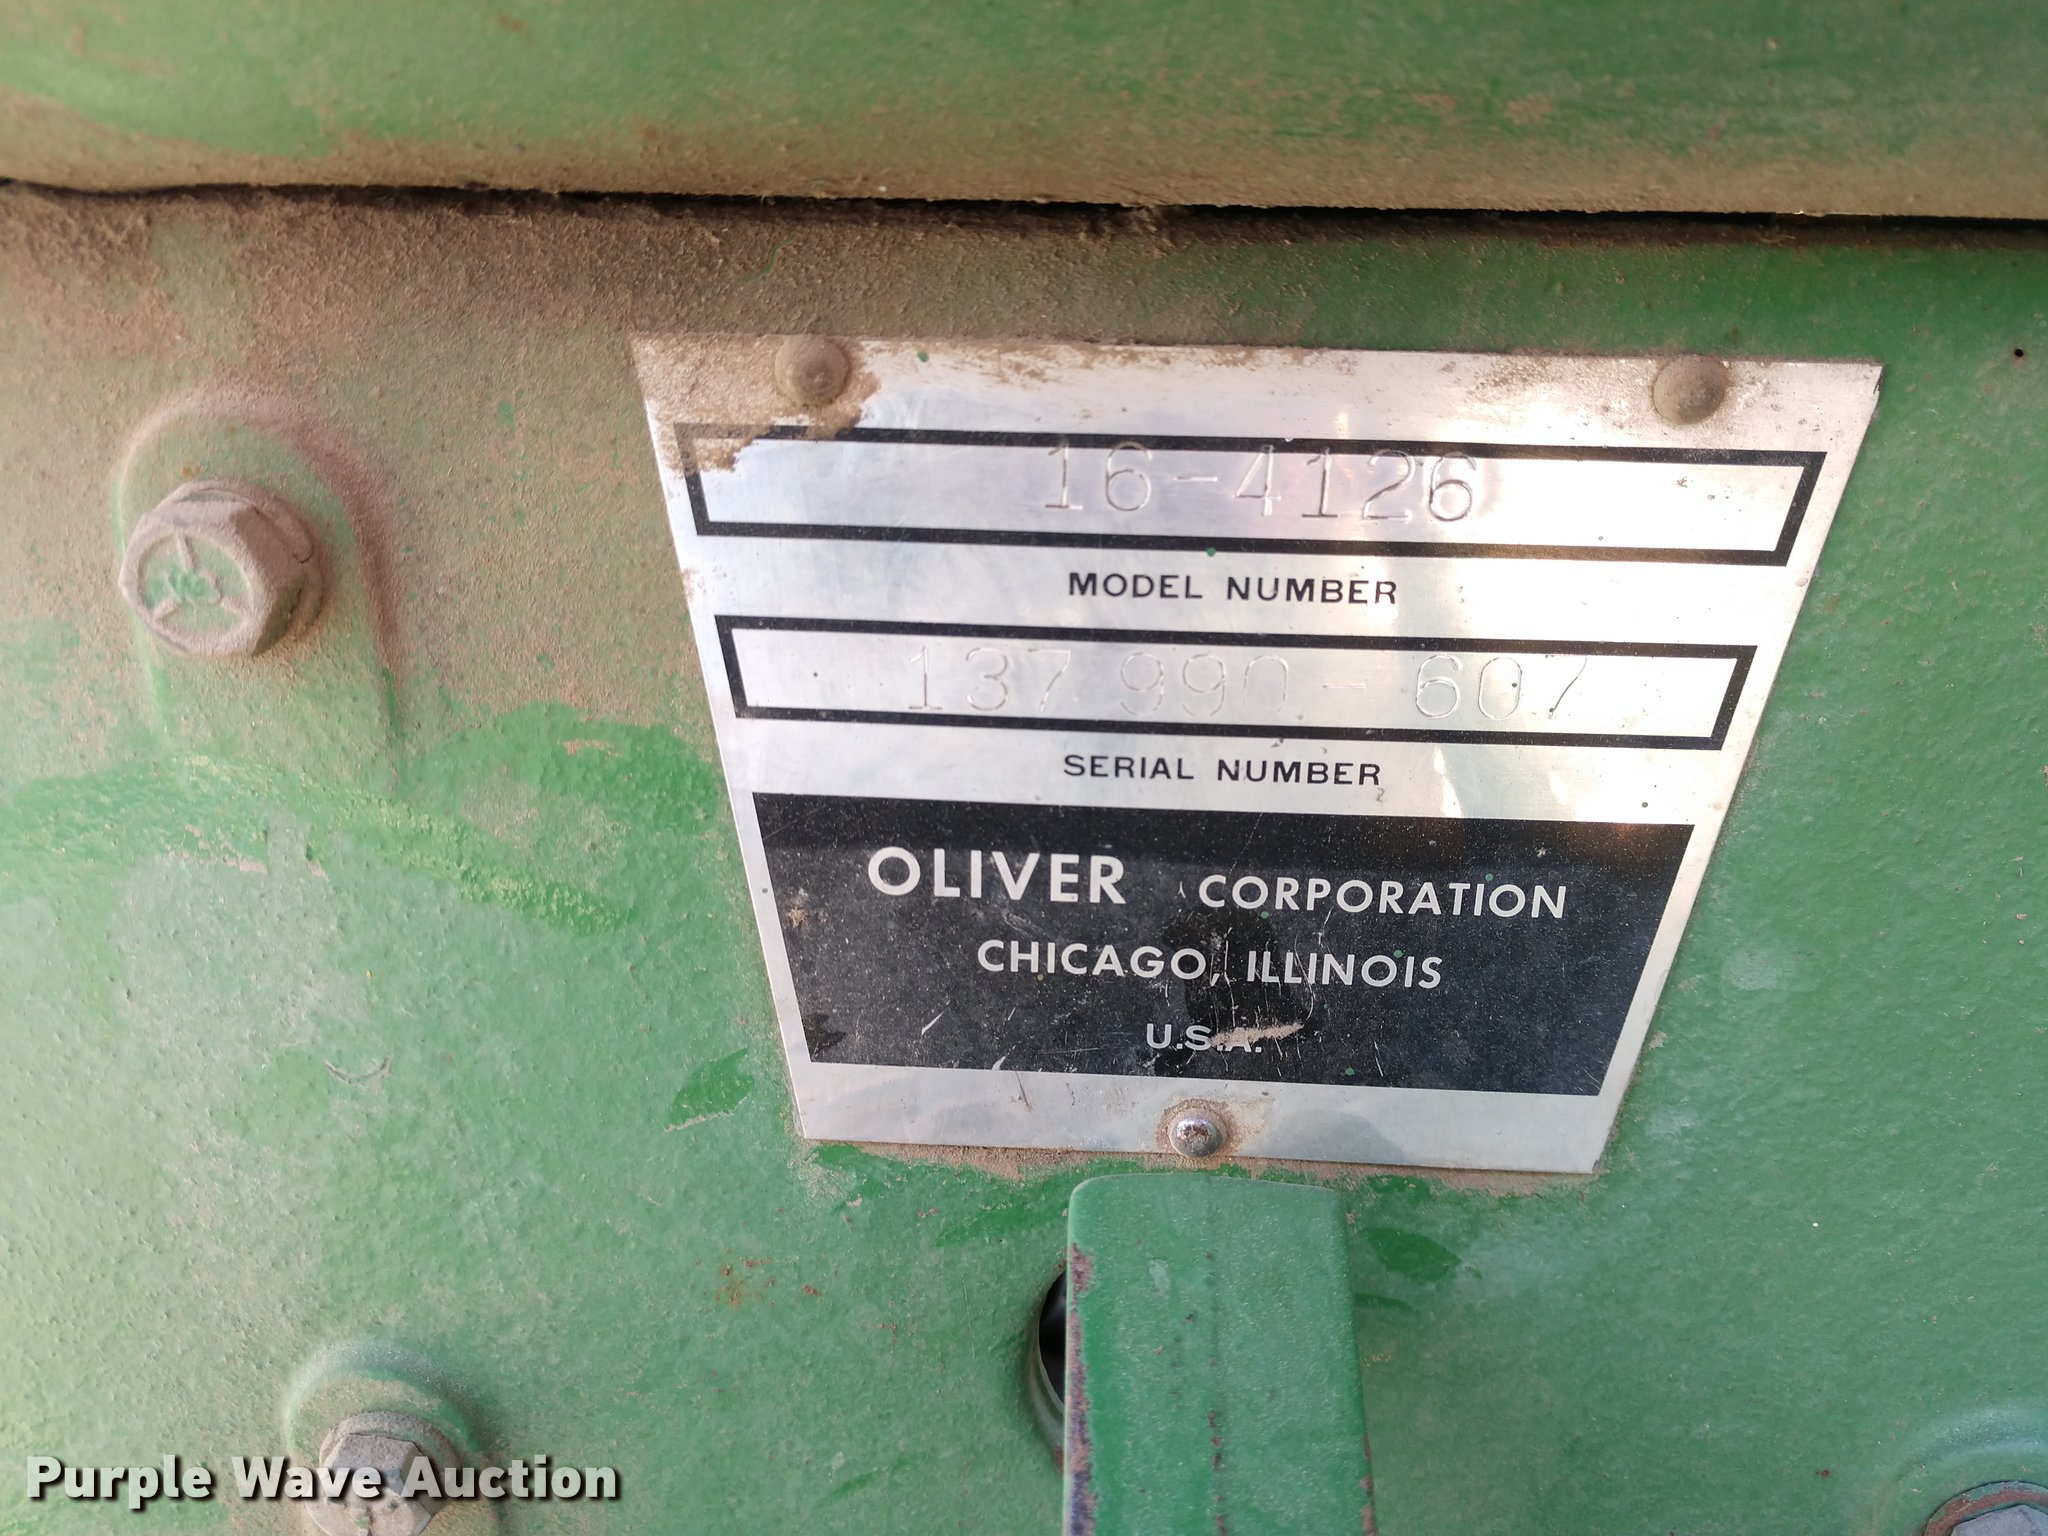 16-4126
MODEL NUMBER
137 990-607
SERIAL NUMBER
OLIVER CORPORATION
CHICAGO, ILLINOIS
U.S.A.
Purple Wave Auction